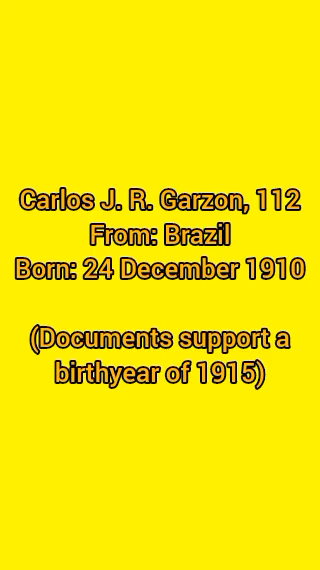 Carlos J. R. Garzon, 112
From: Brazil
Born: 24 December 1910
(Documents support a
birthyear of 1915)